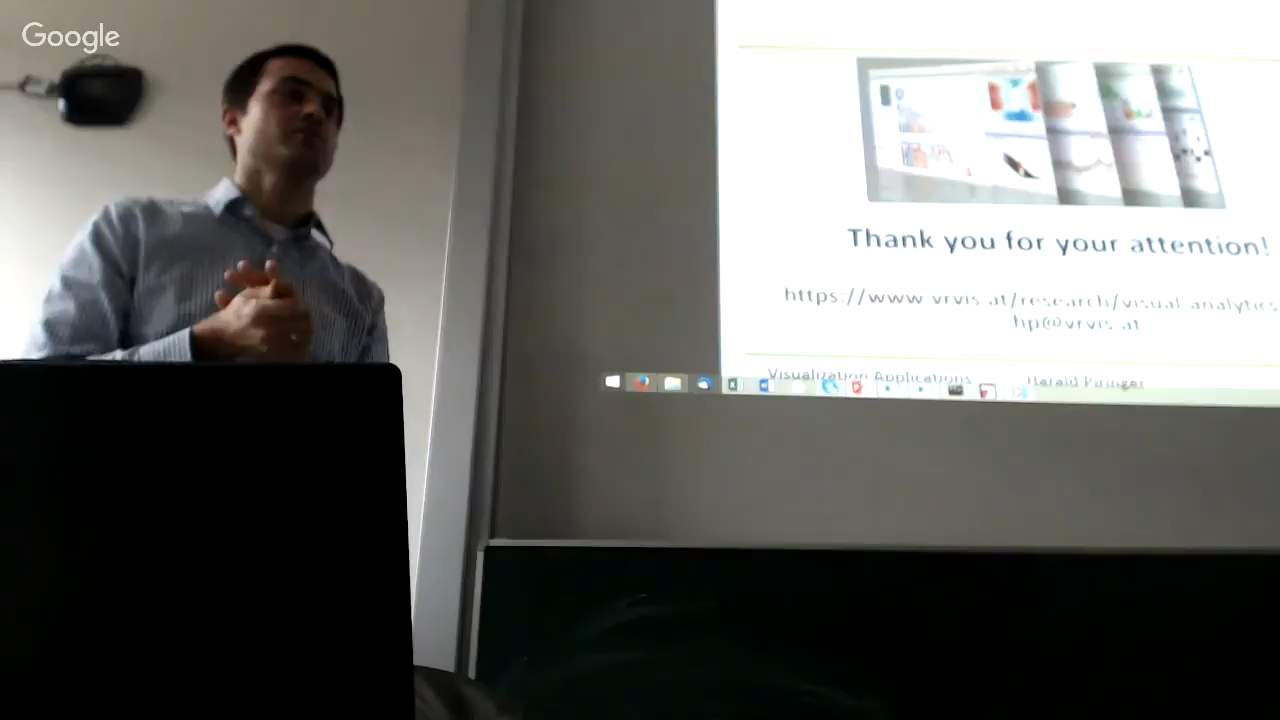 Google
Thank you for your attention!
https://www.vrvis.at/research/visual-analytics
hp@vrvis.at
Visualization Applications
Harald Piringer